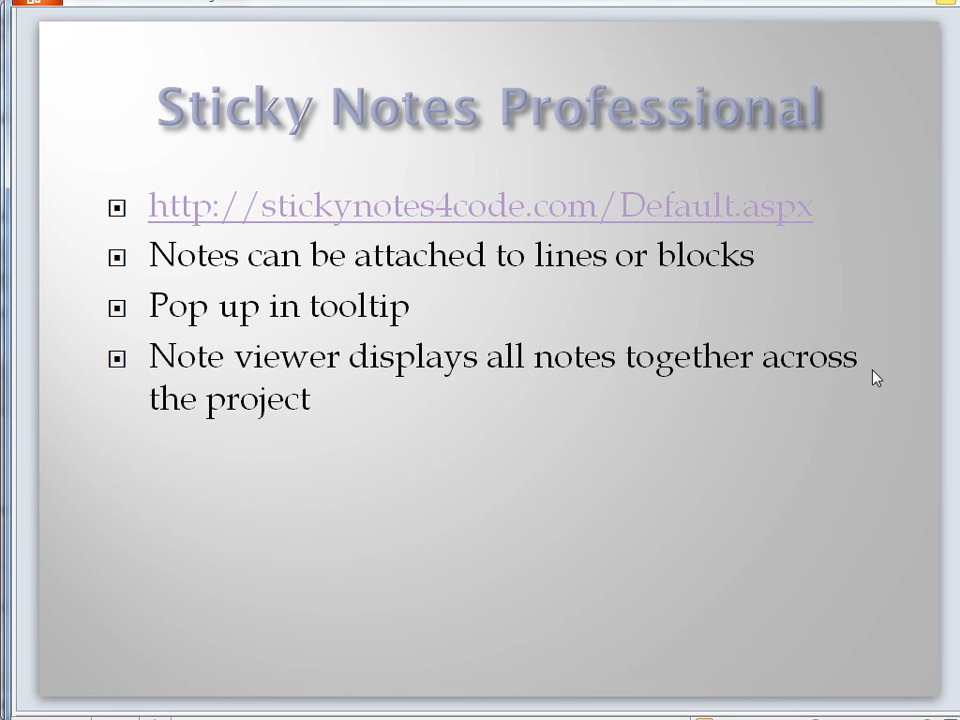 Sticky Notes Professional
http://stickynotes4code.com/Default.aspx
Notes can be attached to lines or blocks
Pop up in tooltip
Note viewer displays all notes together across
the project